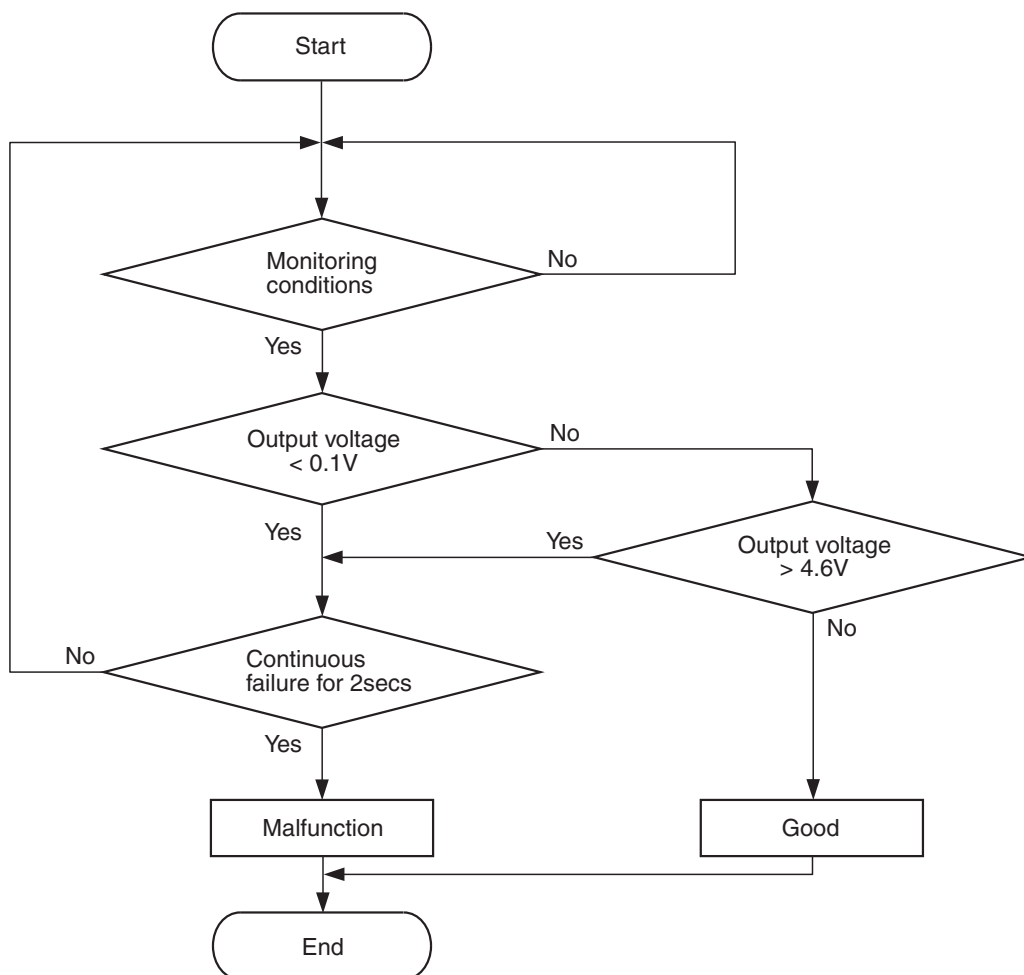 Start
Monitoring
conditions
No
Yes
Output voltage
< 0.1V
No
Yes
Yes
Output voltage
> 4.6V
No
No
Continuous
failure for 2secs
Yes
Malfunction
Good
End